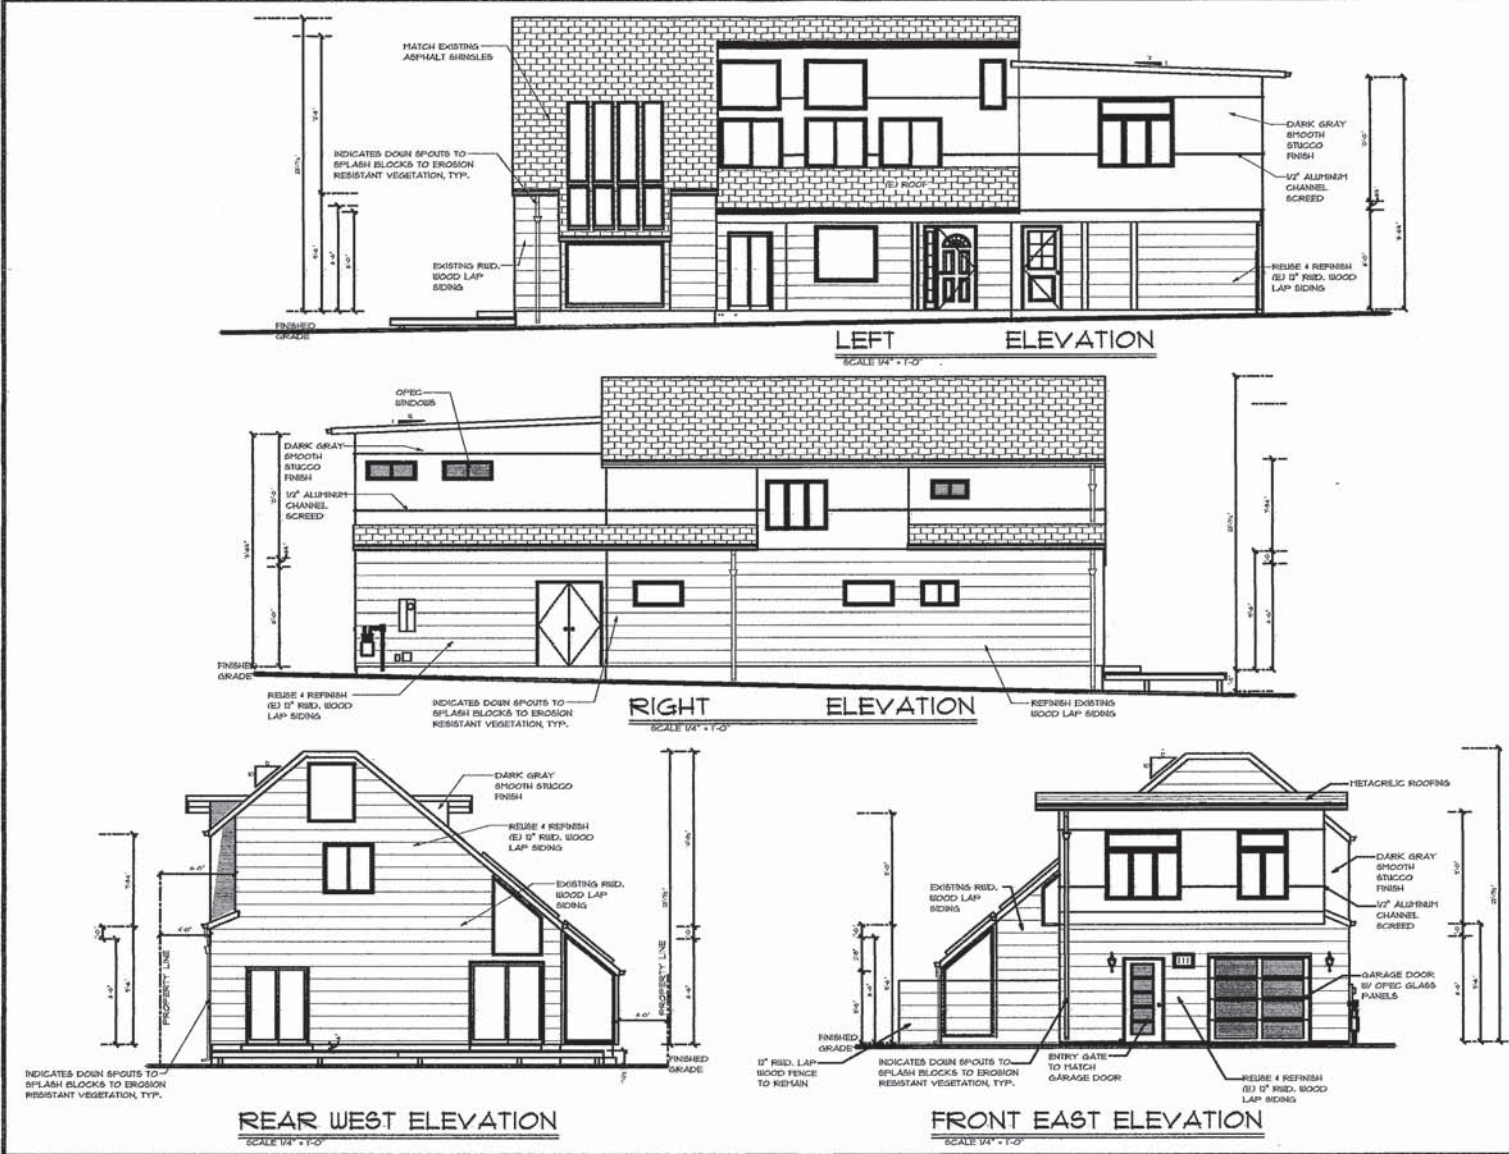 MATCH EXISTING
ASPHALT SHINGLES
INDICATES DOWN SPOUTS TO
SPLASH BLOCKS TO EROSION
RESISTANT VEGETATION, TYP.
EXISTING RWD.
WOOD LAP
SIDING
FINISHED
GRADE
(E) ROOF
DARK GRAY
SMOOTH
STUCCO
FINISH
1/2" ALUMINUM
CHANNEL
SCREED
REUSE & REFINISH
(E) 12" RWD. WOOD
LAP SIDING
LEFT ELEVATION
SCALE 1/4" = 1'-0"
OPEC
WINDOWS
DARK GRAY
SMOOTH
STUCCO
FINISH
1/2" ALUMINUM
CHANNEL
SCREED
FINISHED
GRADE
REUSE & REFINISH
(E) 12" RWD. WOOD
LAP SIDING
INDICATES DOWN SPOUTS TO
SPLASH BLOCKS TO EROSION
RESISTANT VEGETATION, TYP.
REFINISH EXISTING
WOOD LAP SIDING
RIGHT ELEVATION
SCALE 1/4" = 1'-0"
DARK GRAY
SMOOTH STUCCO
FINISH
REUSE & REFINISH
(E) 12" RWD. WOOD
LAP SIDING
EXISTING RWD.
WOOD LAP
SIDING
PROPERTY LINE
PROPERTY LINE
FINISHED
GRADE
INDICATES DOWN SPOUTS TO
SPLASH BLOCKS TO EROSION
RESISTANT VEGETATION, TYP.
REAR WEST ELEVATION
SCALE 1/4" = 1'-0"
METACRILIC ROOFING
EXISTING RWD.
WOOD LAP
SIDING
DARK GRAY
SMOOTH
STUCCO
FINISH
1/2" ALUMINUM
CHANNEL
SCREED
GARAGE DOOR
W/ OPEC GLASS
PANELS
FINISHED
GRADE
12" RWD. LAP
WOOD FENCE
TO REMAIN
INDICATES DOWN SPOUTS TO
SPLASH BLOCKS TO EROSION
RESISTANT VEGETATION, TYP.
ENTRY GATE
TO MATCH
GARAGE DOOR
REUSE & REFINISH
(E) 12" RWD. WOOD
LAP SIDING
FRONT EAST ELEVATION
SCALE 1/4" = 1'-0"